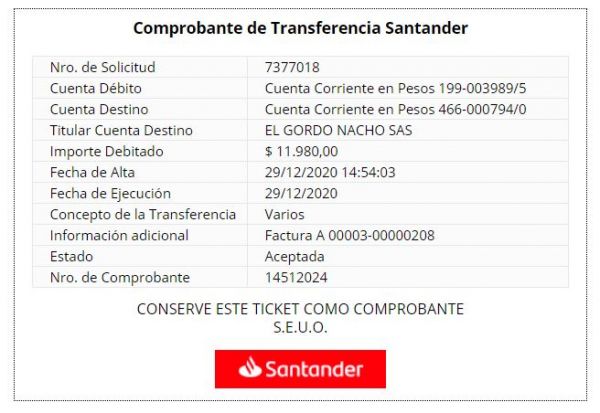 Comprobante de Transferencia Santander
Nro. de Solicitud 7377018
Cuenta Débito Cuenta Corriente en Pesos 199-003989/5
Cuenta Destino Cuenta Corriente en Pesos 466-000794/0
Titular Cuenta Destino EL GORDO NACHO SAS
Importe Debitado $ 11.980,00
Fecha de Alta 29/12/2020 14:54:03
Fecha de Ejecución 29/12/2020
Concepto de la Transferencia Varios
Información adicional Factura A 00003-00000208
Estado Aceptada
Nro. de Comprobante 14512024
CONSERVE ESTE TICKET COMO COMPROBANTE
S.E.U.O.
Santander